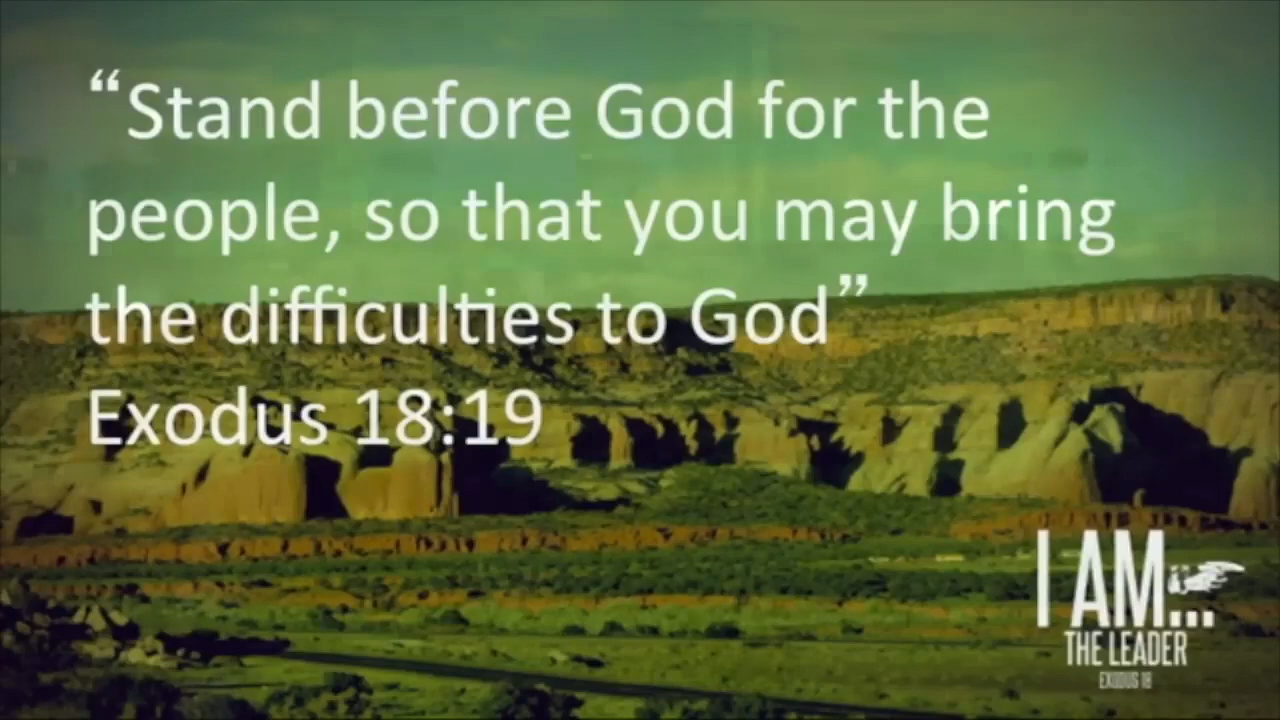 “Stand before God for the
people, so that you may bring
the difficulties to God”
Exodus 18:19
I AM...
THE LEADER
EXODUS 18